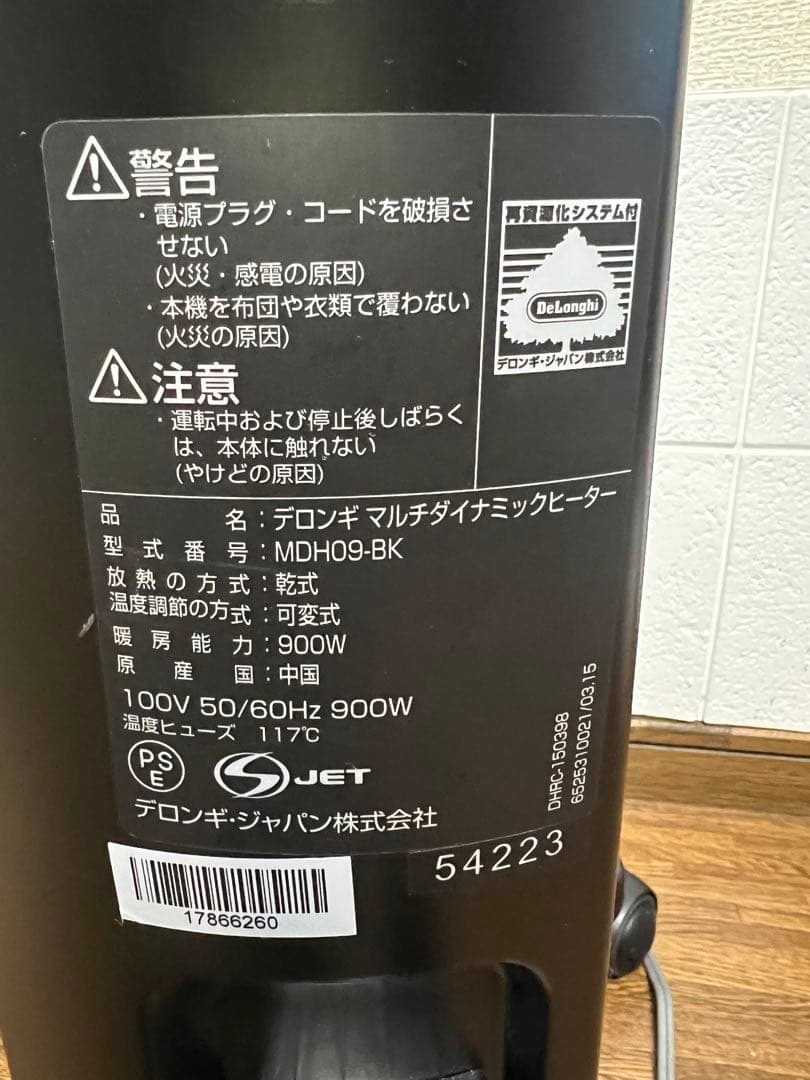 警告
・電源プラグ・コードを破損さ
せない
(火災・感電の原因)
・本機を布団や衣類で覆わない
(火災の原因)
注意
・運転中および停止後しばらく
は、本体に触れない
(やけどの原因)
再資源化システム付
DeLonghi
デロンギ・ジャパン株式会社
品名：デロンギ マルチダイナミックヒーター
型式番号：MDH09-BK
放熱の方式：乾式
温度調節の方式：可変式
暖房能力：900W
原産国：中国
100V 50/60Hz 900W
温度ヒューズ 117℃
PSE
S JET
デロンギ・ジャパン株式会社
DHRC-150398
6525310021/03.15
54223
17866260